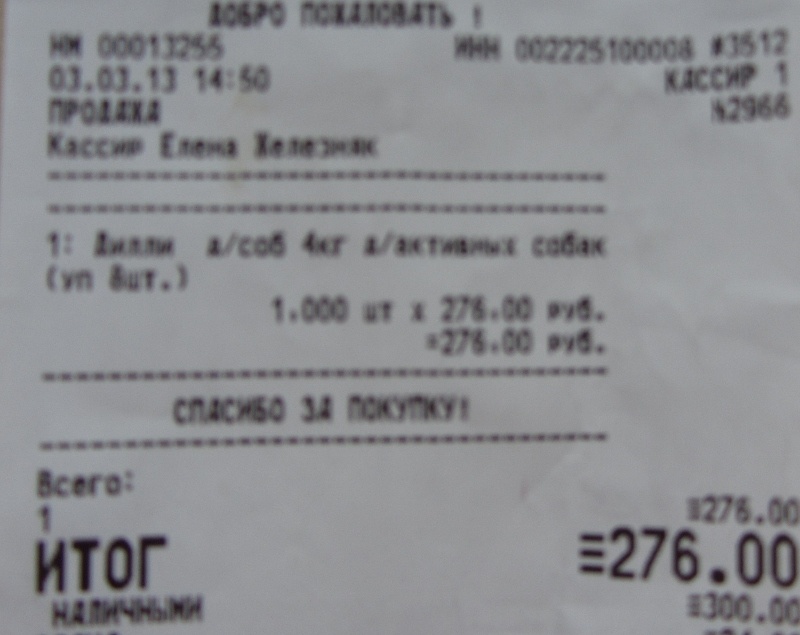 ДОБРО ПОЖАЛОВАТЬ !
НМ 00013255 ИНН 002225100008 #3512
03.03.13 14:50 КАССИР 1
ПРОДАЖА №2966
Кассир Елена Железняк
1: Дилли д/соб 4кг д/активных собак
(уп 8шт.)
1.000 шт х 276.00 руб.
=276.00 руб.
СПАСИБО ЗА ПОКУПКУ!
Всего:
≡276.00
1
ИТОГ ≡276.00
НАЛИЧНЫМИ ≡300.00